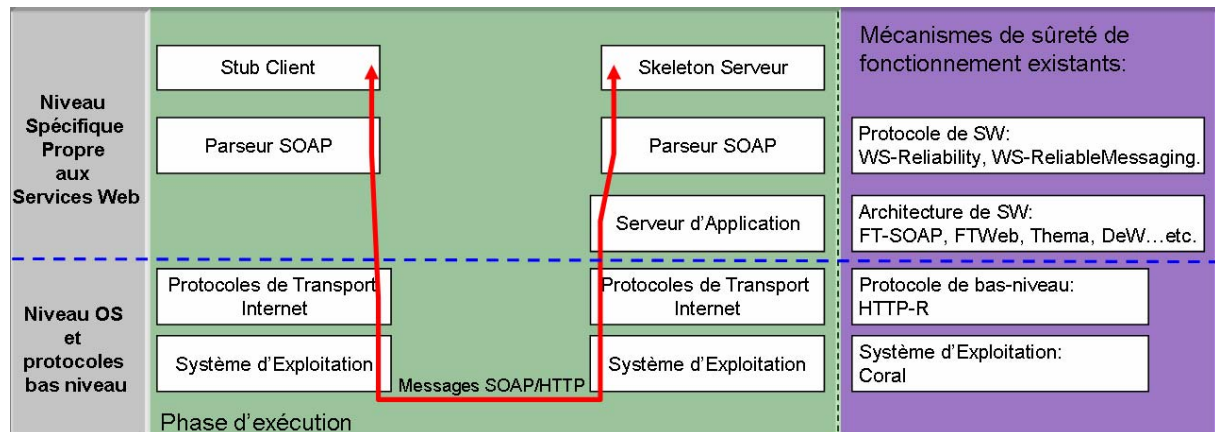 Niveau
Spécifique
Propre
aux
Services Web
Niveau OS
et
protocoles
bas niveau
Stub Client
Parseur SOAP
Protocoles de Transport
Internet
Système d'Exploitation
Messages SOAP/HTTP
Phase d'exécution
Skeleton Serveur
Parseur SOAP
Serveur d'Application
Protocoles de Transport
Internet
Système d'Exploitation
Mécanismes de sûreté de
fonctionnement existants:
Protocole de SW:
WS-Reliability, WS-ReliableMessaging.
Architecture de SW:
FT-SOAP, FTWeb, Thema, DeW…etc.
Protocole de bas-niveau:
HTTP-R
Système d'Exploitation:
Coral